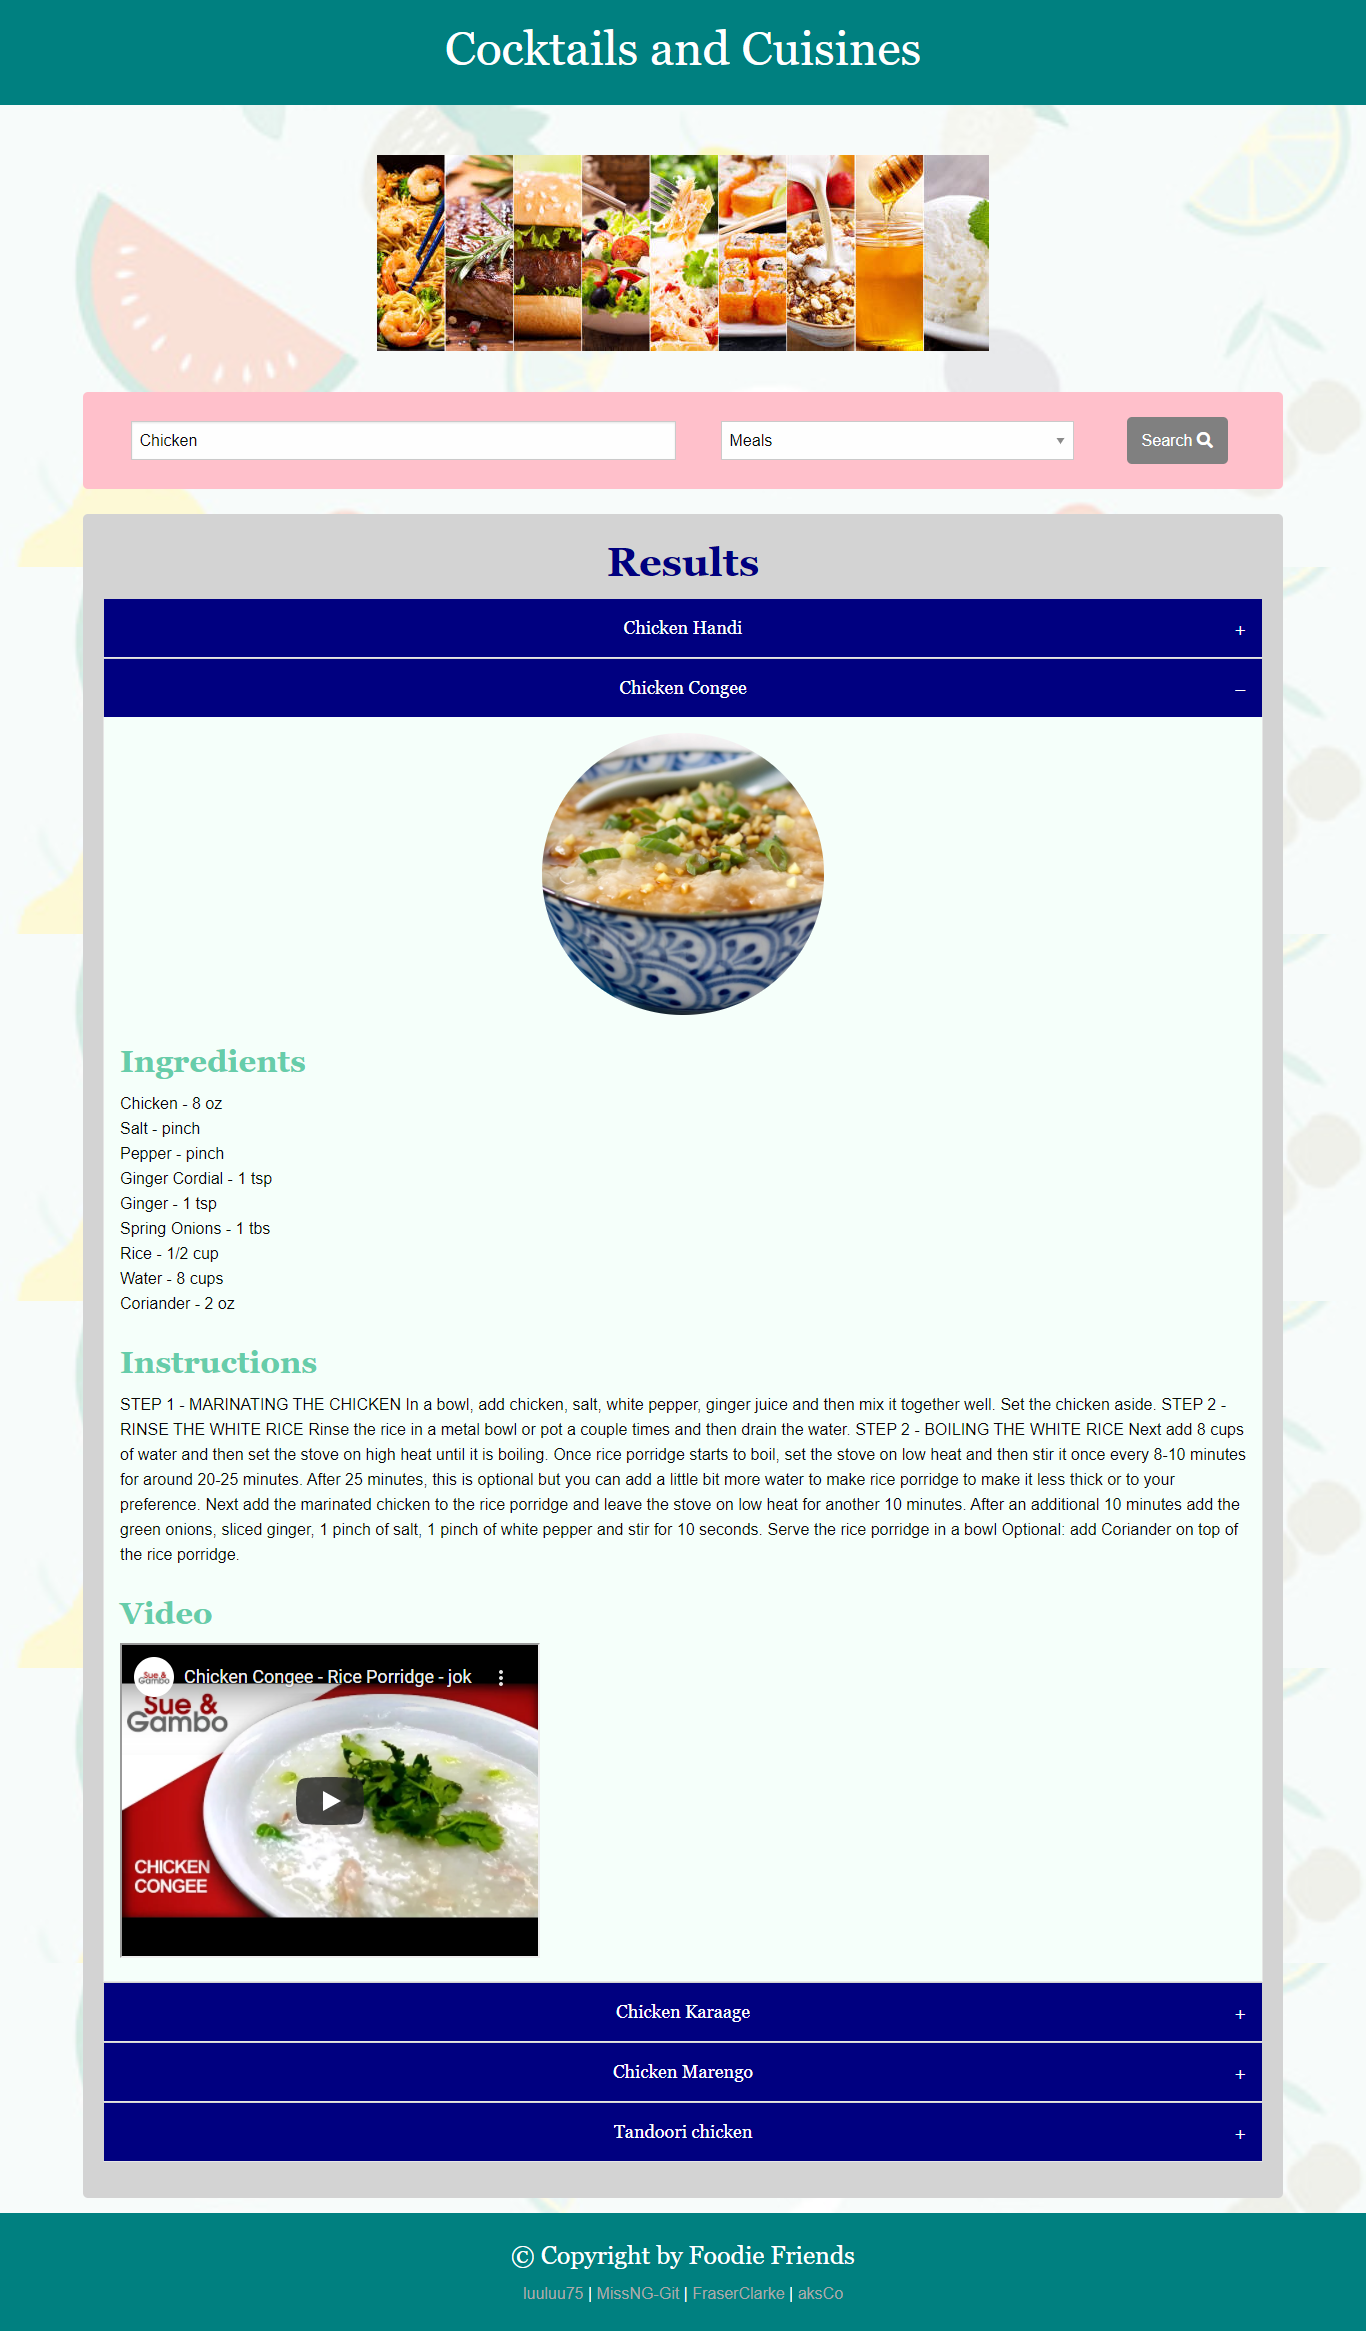 Cocktails and Cuisines
Chicken
Meals
Search
Results
Chicken Handi +
Chicken Congee –
Ingredients
Chicken - 8 oz
Salt - pinch
Pepper - pinch
Ginger Cordial - 1 tsp
Ginger - 1 tsp
Spring Onions - 1 tbs
Rice - 1/2 cup
Water - 8 cups
Coriander - 2 oz
Instructions
STEP 1 - MARINATING THE CHICKEN In a bowl, add chicken, salt, white pepper, ginger juice and then mix it together well. Set the chicken aside. STEP 2 -
RINSE THE WHITE RICE Rinse the rice in a metal bowl or pot a couple times and then drain the water. STEP 2 - BOILING THE WHITE RICE Next add 8 cups
of water and then set the stove on high heat until it is boiling. Once rice porridge starts to boil, set the stove on low heat and then stir it once every 8-10 minutes
for around 20-25 minutes. After 25 minutes, this is optional but you can add a little bit more water to make rice porridge to make it less thick or to your
preference. Next add the marinated chicken to the rice porridge and leave the stove on low heat for another 10 minutes. After an additional 10 minutes add the
green onions, sliced ginger, 1 pinch of salt, 1 pinch of white pepper and stir for 10 seconds. Serve the rice porridge in a bowl Optional: add Coriander on top of
the rice porridge.
Video
Sue &
Gambo
Chicken Congee - Rice Porridge - jok
Sue &
Gambo
CHICKEN
CONGEE
Chicken Karaage +
Chicken Marengo +
Tandoori chicken +
© Copyright by Foodie Friends
luuluu75 | MissNG-Git | FraserClarke | aksCo